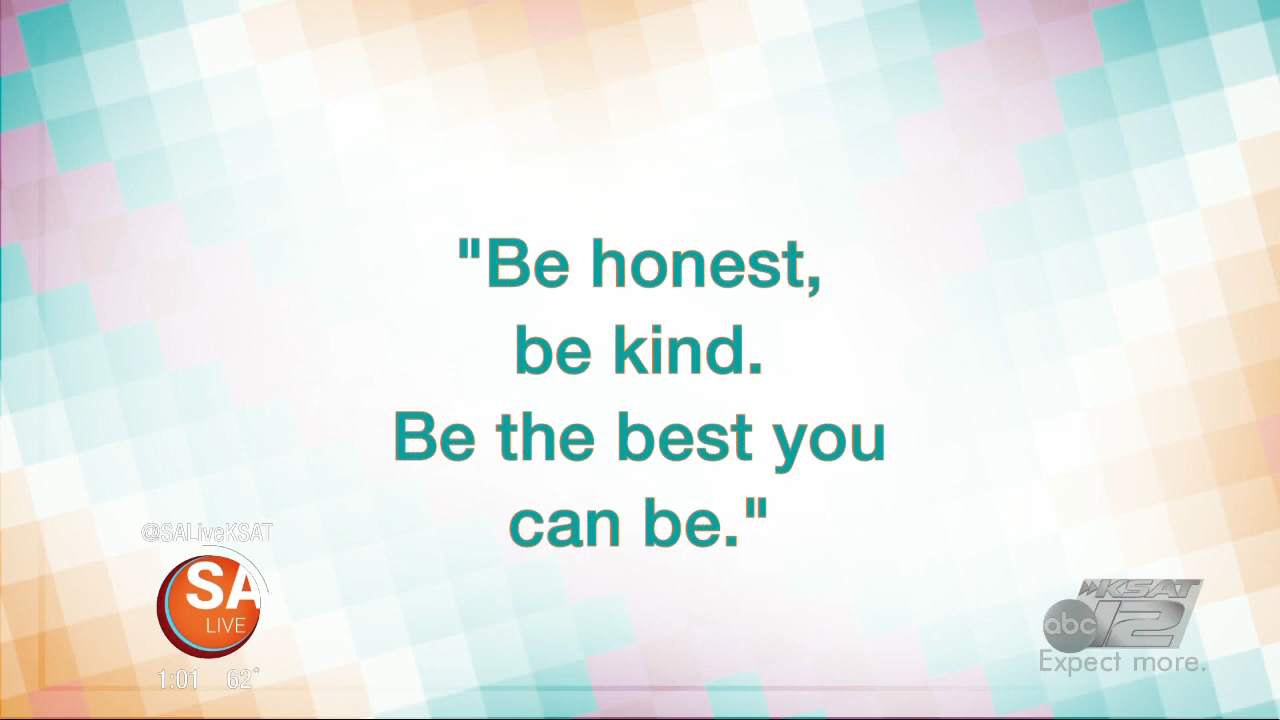 "Be honest,
be kind.
Be the best you
can be."
@SALiveKSAT
SA
LIVE
1:01 62°
KSAT
abc 12
Expect more.